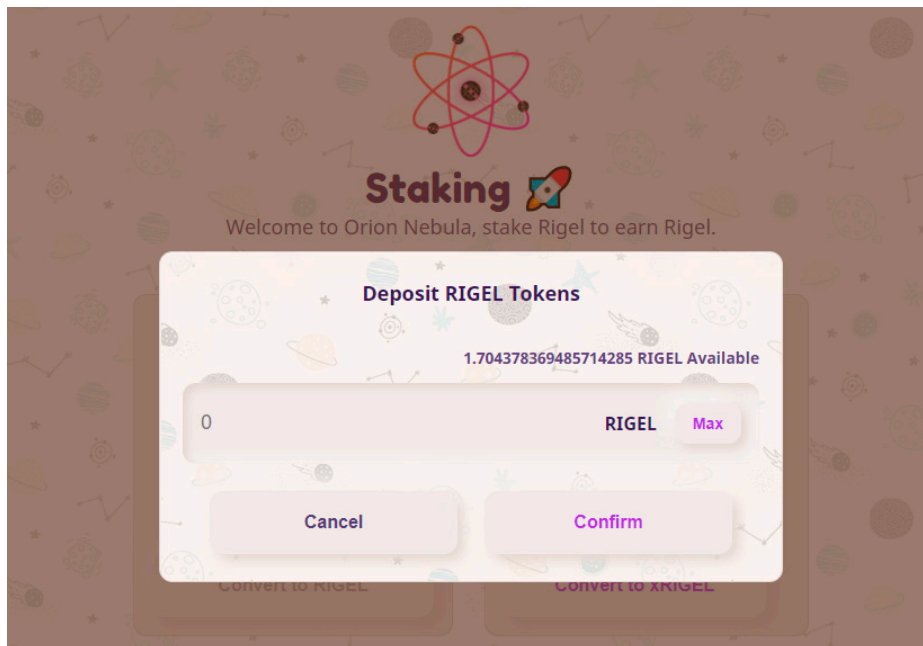 Staking
Welcome to Orion Nebula, stake Rigel to earn Rigel.
Deposit RIGEL Tokens
1.704378369485714285 RIGEL Available
0 RIGEL Max
Cancel Confirm
Convert to RIGEL Convert to xRIGEL